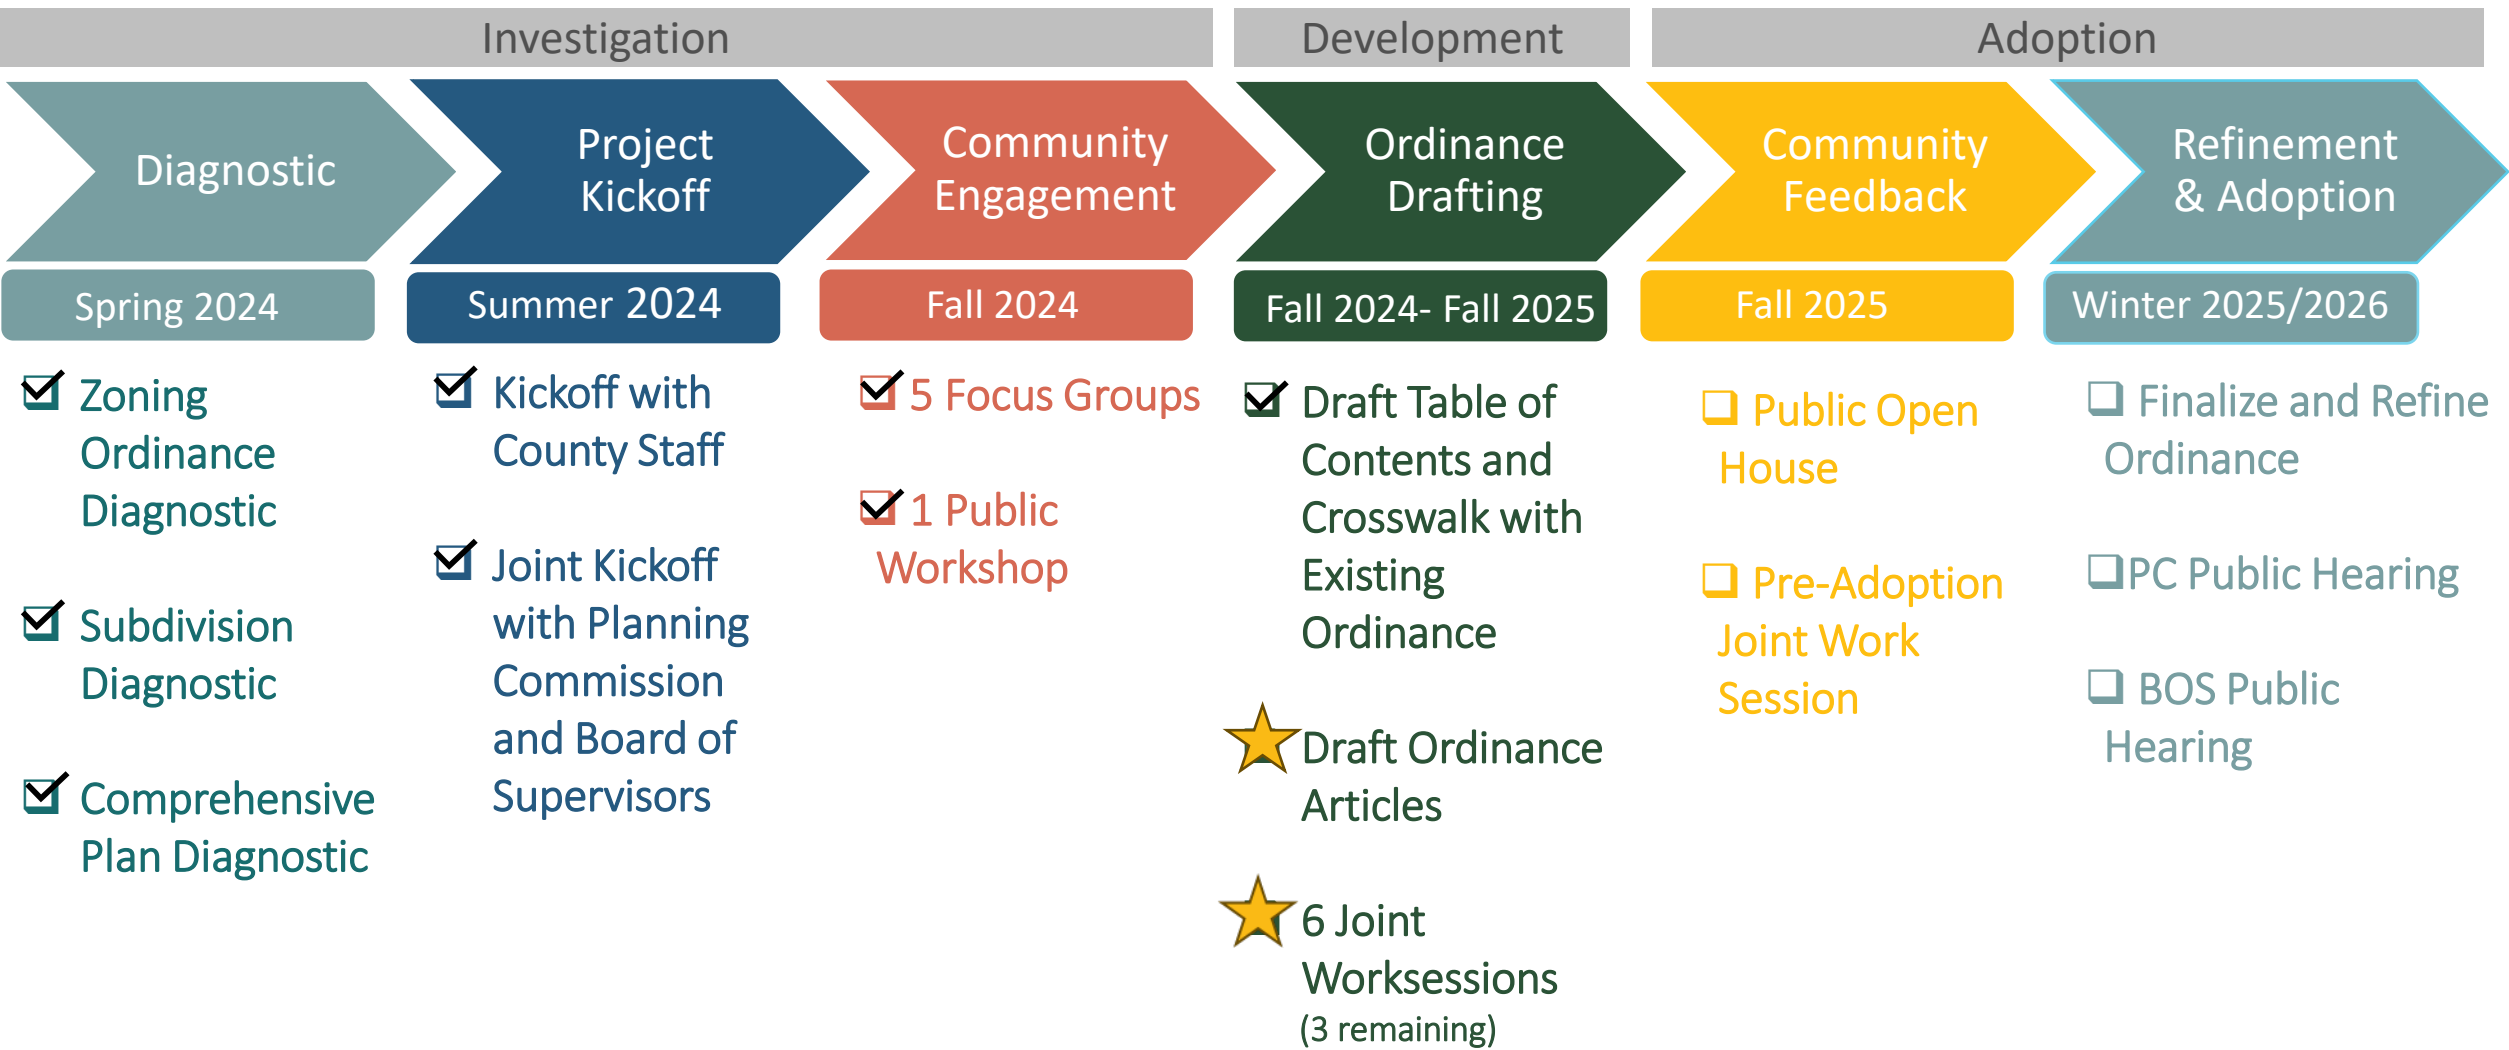 Investigation
Development
Adoption
Diagnostic
Project
Kickoff
Community
Engagement
Ordinance
Drafting
Community
Feedback
Refinement
& Adoption
Spring 2024
Summer 2024
Fall 2024
Fall 2024- Fall 2025
Fall 2025
Winter 2025/2026
Zoning
Ordinance
Diagnostic
Subdivision
Diagnostic
Comprehensive
Plan Diagnostic
Kickoff with
County Staff
Joint Kickoff
with Planning
Commission
and Board of
Supervisors
5 Focus Groups
1 Public
Workshop
Draft Table of
Contents and
Crosswalk with
Existing
Ordinance
Draft Ordinance
Articles
6 Joint
Worksessions
(3 remaining)
Public Open
House
Pre-Adoption
Joint Work
Session
Finalize and Refine
Ordinance
PC Public Hearing
BOS Public
Hearing